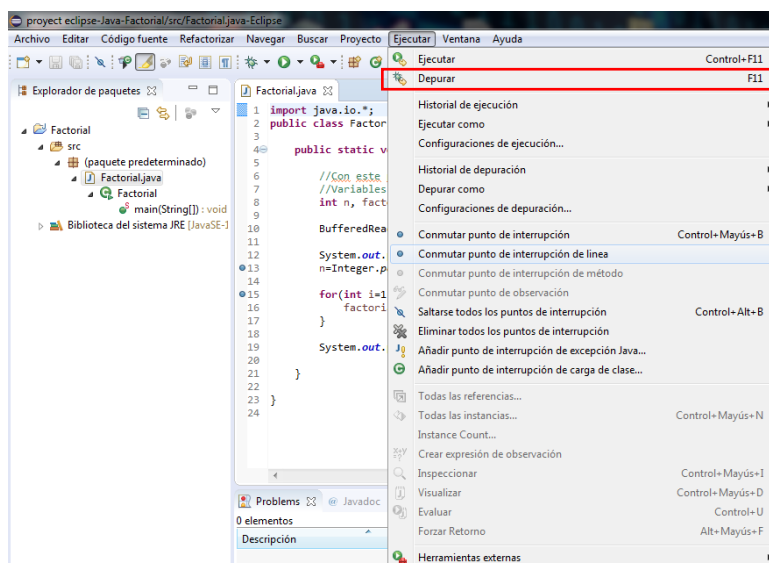 proyect eclipse-Java-Factorial/src/Factorial.java-Eclipse
Archivo Editar Código fuente Refactorizar Navegar Buscar Proyecto Ejecutar Ventana Ayuda
Explorador de paquetes
Factorial
src
(paquete predeterminado)
Factorial.java
Factorial
main(String[]) : void
Biblioteca del sistema JRE [JavaSE-1
Factorial.java
1 import java.io.*;
2 public class Factor
3
4 public static v
5
6 //Con este
7 //Variables
8 int n, fact
9
10 BufferedRea
11
12 System.out.
13 n=Integer.p
14
15 for(int i=1
16 factori
17 }
18
19 System.out.
20
21 }
22
23 }
24
Problems Javadoc
0 elementos
Descripción
Ejecutar Control+F11
Depurar F11
Historial de ejecución
Ejecutar como
Configuraciones de ejecución...
Historial de depuración
Depurar como
Configuraciones de depuración...
Conmutar punto de interrupción Control+Mayús+B
Conmutar punto de interrupción de linea
Conmutar punto de interrupción de método
Conmutar punto de observación
Saltarse todos los puntos de interrupción Control+Alt+B
Eliminar todos los puntos de interrupción
Añadir punto de interrupción de excepción Java...
Añadir punto de interrupción de carga de clase...
Todas las referencias...
Todas las instancias... Control+Mayús+N
Instance Count...
Crear expresión de observación
Inspeccionar Control+Mayús+I
Visualizar Control+Mayús+D
Evaluar Control+U
Forzar Retorno Alt+Mayús+F
Herramientas externas